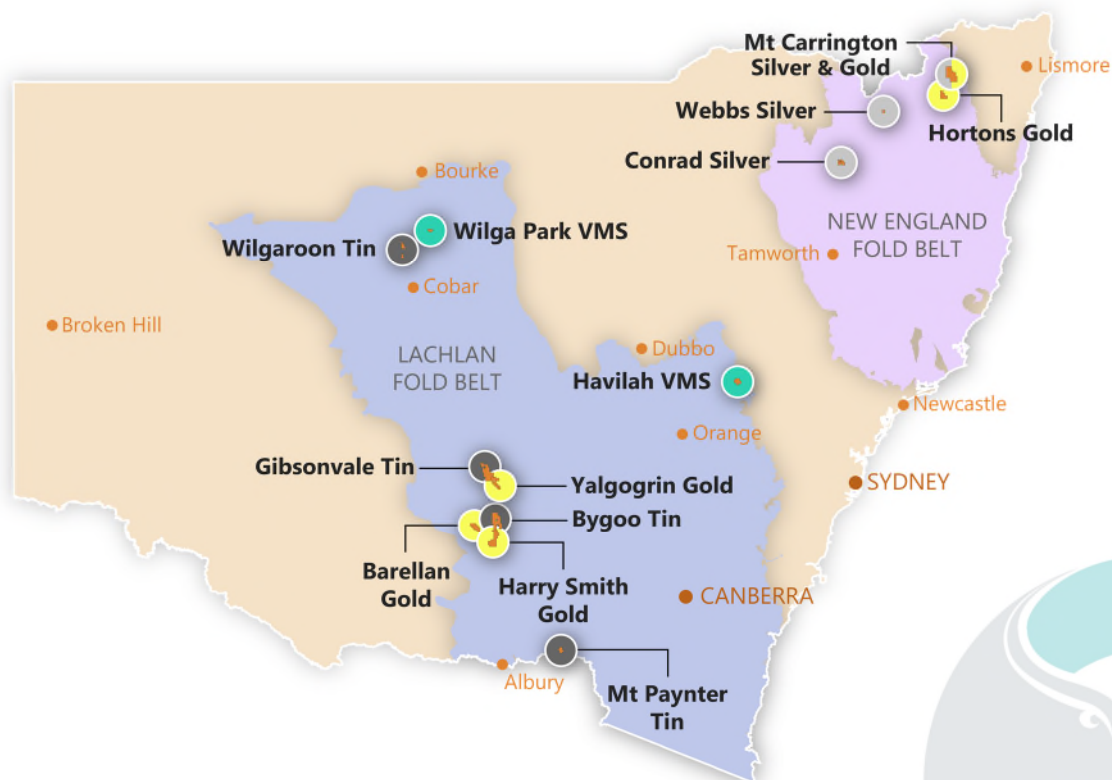 Mt Carrington
Silver & Gold
Lismore
Webbs Silver
Hortons Gold
Conrad Silver
Bourke
NEW ENGLAND
FOLD BELT
Wilga Park VMS
Wilgaroon Tin
Tamworth
Cobar
Broken Hill
LACHLAN
FOLD BELT
Dubbo
Havilah VMS
Newcastle
Orange
Gibsonvale Tin
SYDNEY
Yalgogrin Gold
Bygoo Tin
Barellan
Gold
Harry Smith
Gold
CANBERRA
Albury
Mt Paynter
Tin